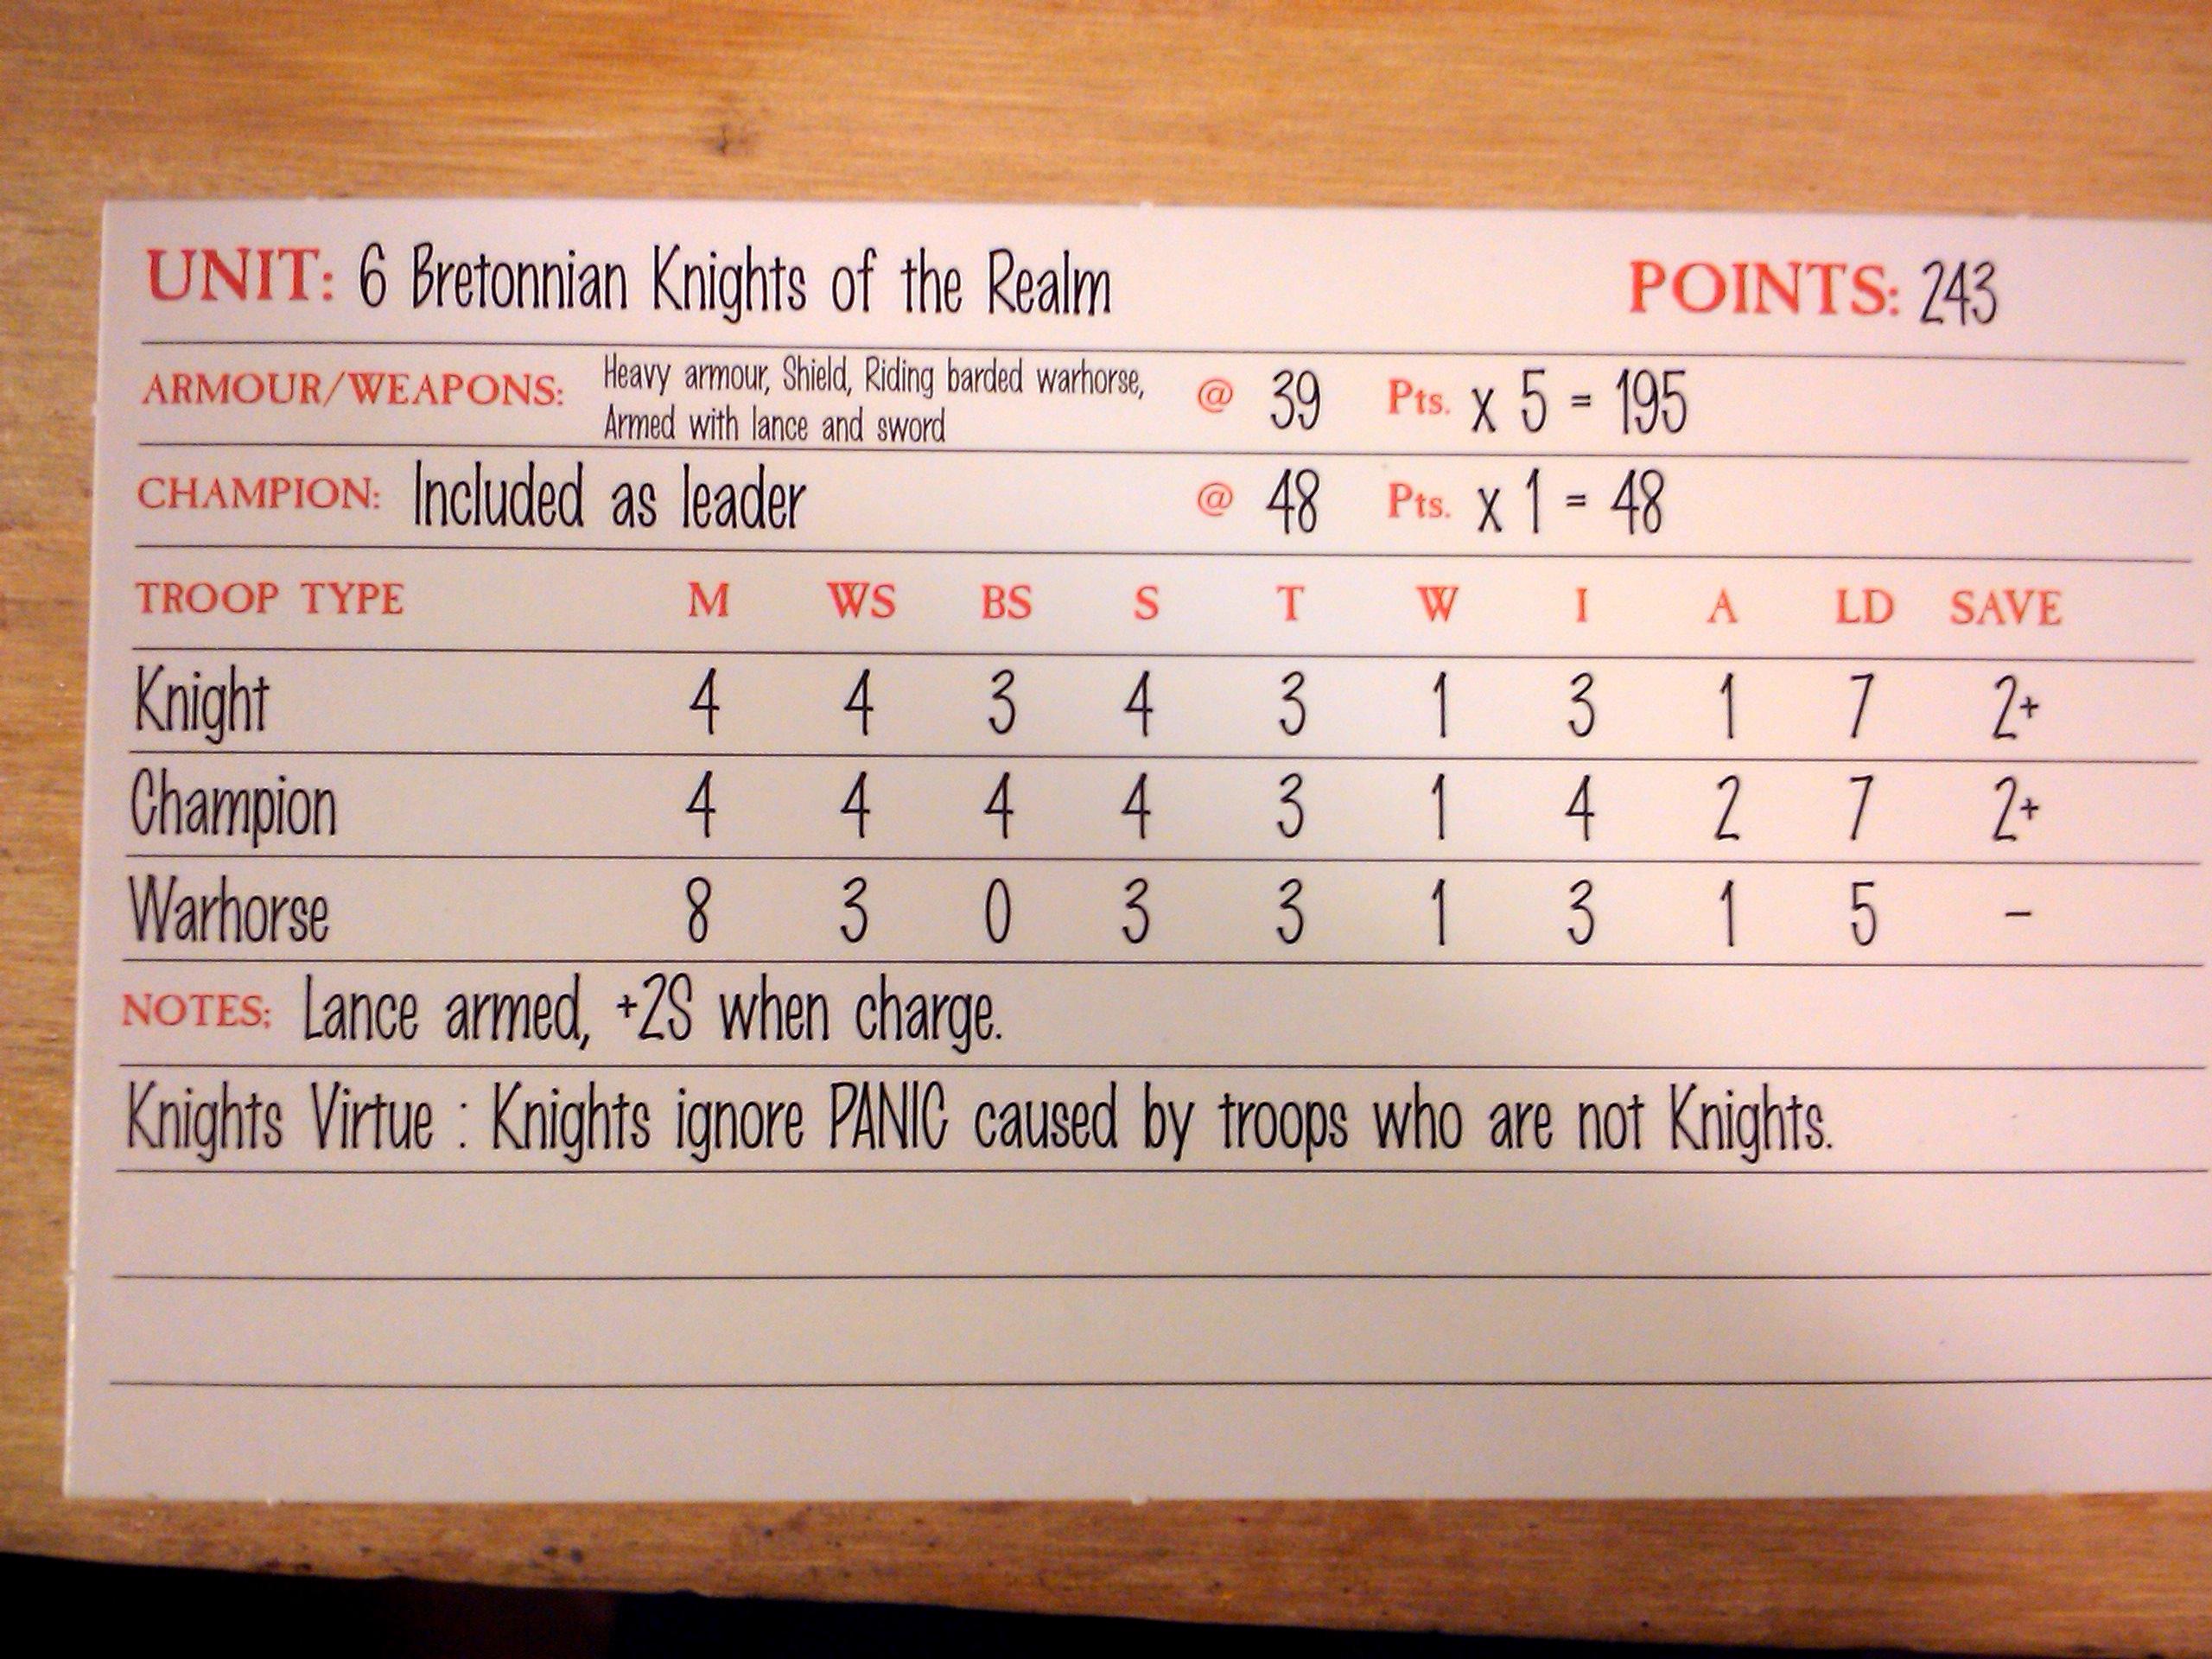 UNIT: 6 Bretonnian Knights of the Realm POINTS: 243
ARMOUR/WEAPONS: Heavy armour, Shield, Riding barded warhorse,
Armed with lance and sword @ 39 Pts. x 5 = 195
CHAMPION: Included as leader @ 48 Pts. x 1 = 48
TROOP TYPE M WS BS S T W I A LD SAVE
Knight 4 4 3 4 3 1 3 1 7 2+
Champion 4 4 4 4 3 1 4 2 7 2+
Warhorse 8 3 0 3 3 1 3 1 5 -
NOTES: Lance armed, +2S when charge.
Knights Virtue : Knights ignore PANIC caused by troops who are not Knights.